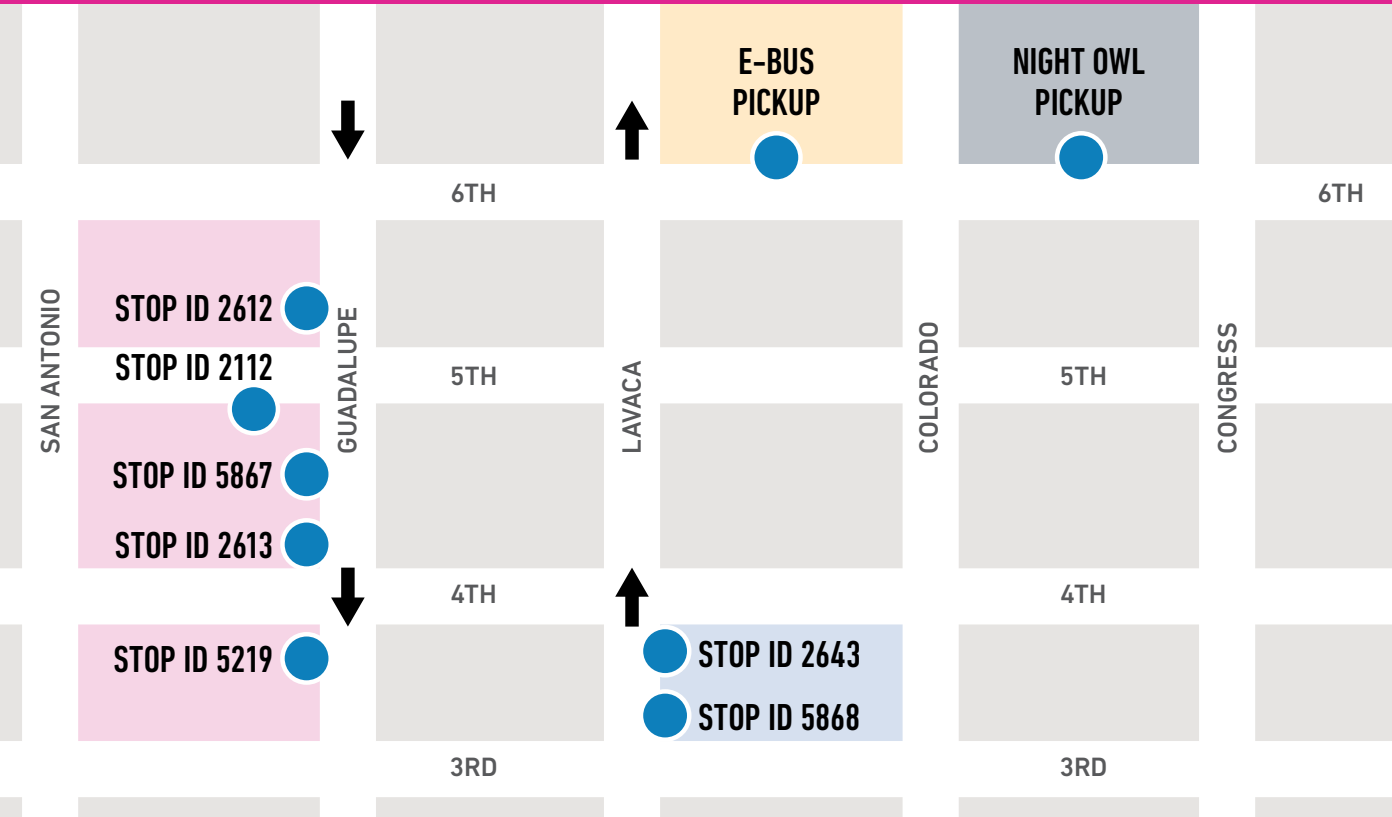 E-BUS
PICKUP
NIGHT OWL
PICKUP
6TH
6TH
SAN ANTONIO
STOP ID 2612
GUADALUPE
STOP ID 2112
5TH
LAVACA
COLORADO
5TH
CONGRESS
STOP ID 5867
STOP ID 2613
4TH
4TH
STOP ID 5219
STOP ID 2643
STOP ID 5868
3RD
3RD